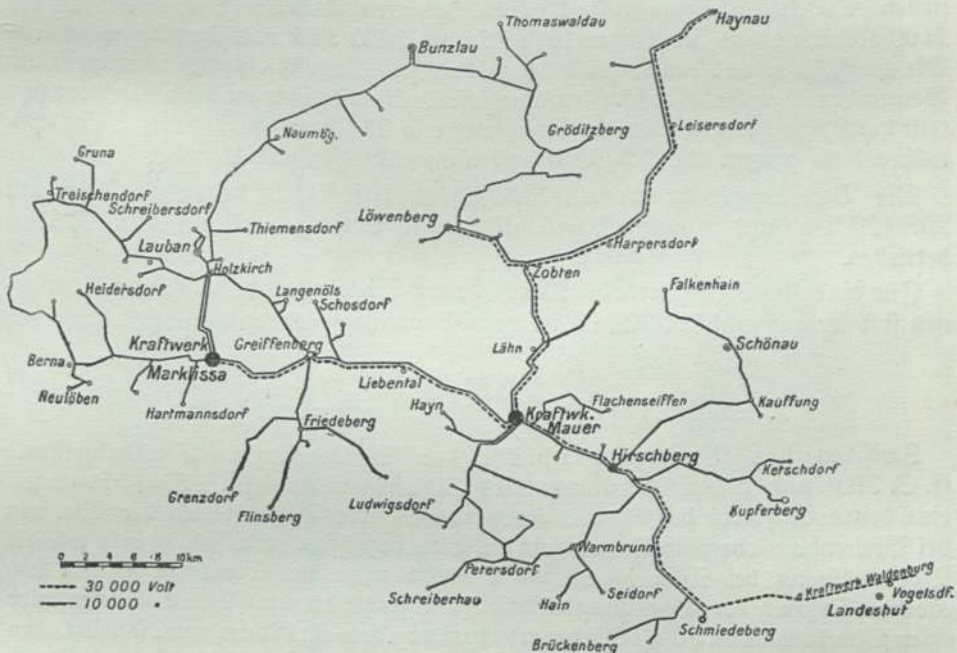 Thomaswaldau
Haynau
Bunzlau
Naumög.
Gröditzberg
Leisersdorf
Gruna
Treischendorf
Schreibersdorf
Löwenberg
Thiemensdorf
Lauban
Harpersdorf
Holzkirch
Zobten
Heidersdorf
Langenöls
Schosdorf
Falkenhain
Kraftwerk
Marklissa
Greiffenberg
Lähn
Schönau
Berna
Neulöben
Hartmannsdorf
Liebental
Hayn
Kraftwk.
Mauer
Flachenseiffen
Kauffung
Friedeberg
Hirschberg
Ketschdorf
Grenzdorf
Flinsberg
Ludwigsdorf
Kupferberg
0 2 4 6 8 10 km
30 000 Volt
10 000 "
Petersdorf
Warmbrunn
Schreiberhau
Hain
Seidorf
Kraftwerk Waldenburg
Vogelsdf.
Landeshut
Brückenberg
Schmiedeberg